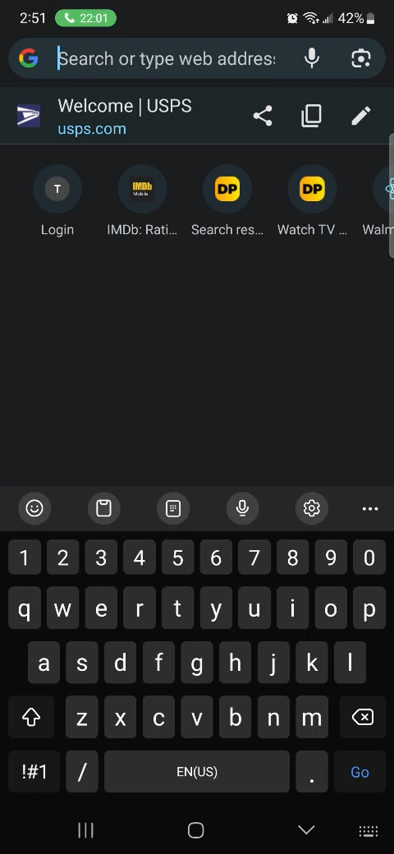 2:51 22:01 42%
Search or type web address
Welcome | USPS
usps.com
T IMDb Mobile DP DP
Login IMDb: Rati... Search res... Watch TV ... Walm
1 2 3 4 5 6 7 8 9 0
q w e r t y u i o p
a s d f g h j k l
z x c v b n m
!#1 / EN(US) . Go